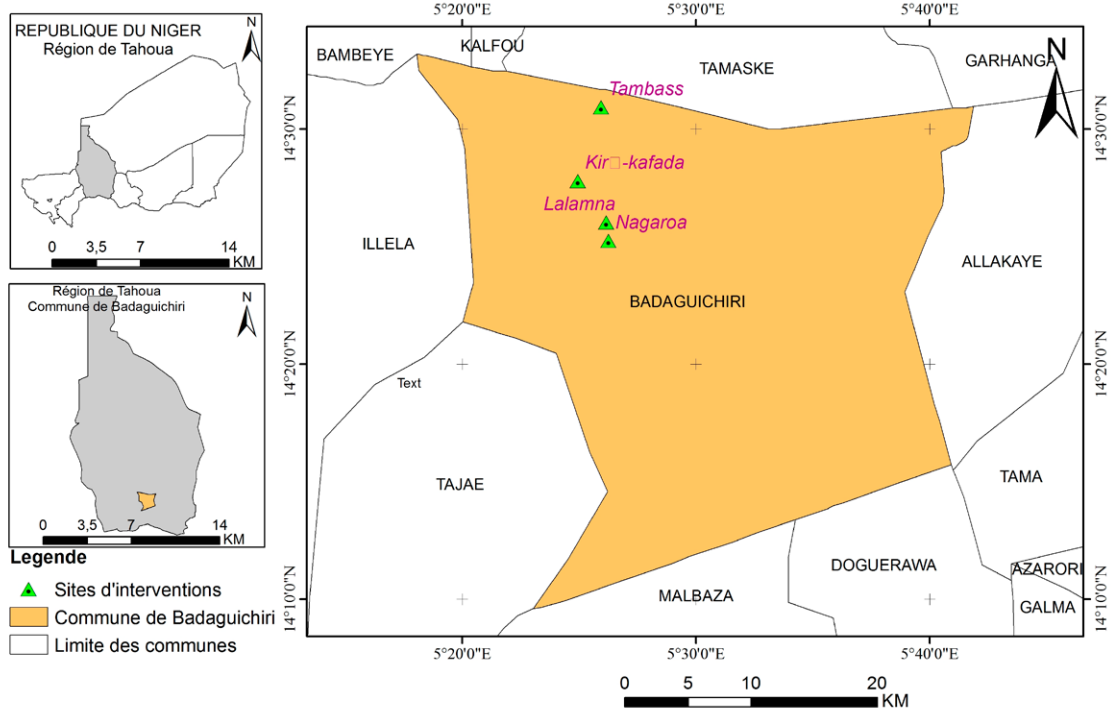 REPUBLIQUE DU NIGER
Région de Tahoua
N
0 3,5 7 14
KM
Région de Tahoua
Commune de Badaguichiri
N
0 3,5 7 14
KM
Legende
Sites d'interventions
Commune de Badaguichiri
Limite des communes
5°20'0"E 5°30'0"E 5°40'0"E
BAMBEYE
KALFOU
TAMASKE
GARHANGA
N
Tambass
14°30'0"N
14°30'0"N
Kir□-kafada
Lalamna
Nagaroa
ILLELA
ALLAKAYE
BADAGUICHIRI
14°20'0"N
14°20'0"N
Text
TAJAE
TAMA
DOGUERAWA
AZARORI
MALBAZA
GALMA
14°10'0"N
14°10'0"N
5°20'0"E 5°30'0"E 5°40'0"E
0 5 10 20
KM